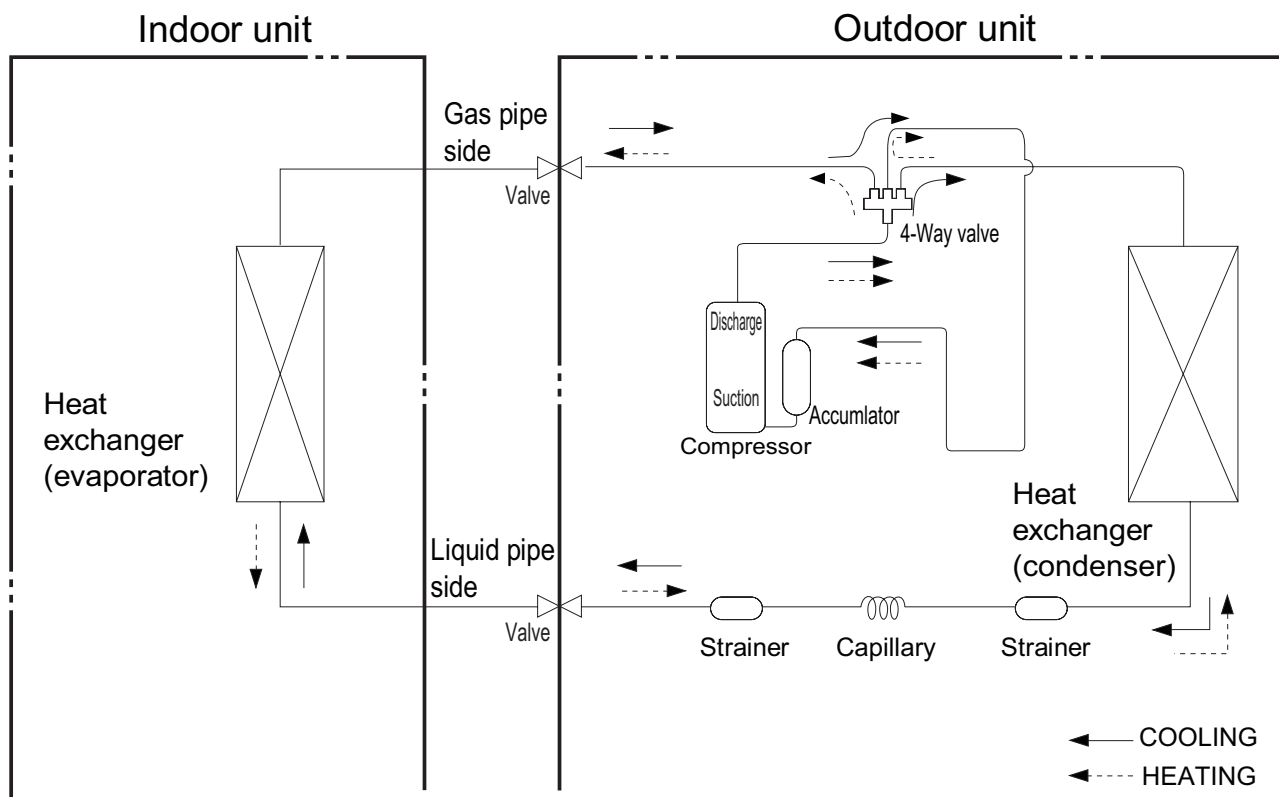 Indoor unit
Outdoor unit
Gas pipe
side
Valve
4-Way valve
Discharge
Suction
Accumlator
Compressor
Heat
exchanger
(evaporator)
Heat
exchanger
(condenser)
Liquid pipe
side
Valve
Strainer
Capillary
Strainer
COOLING
HEATING